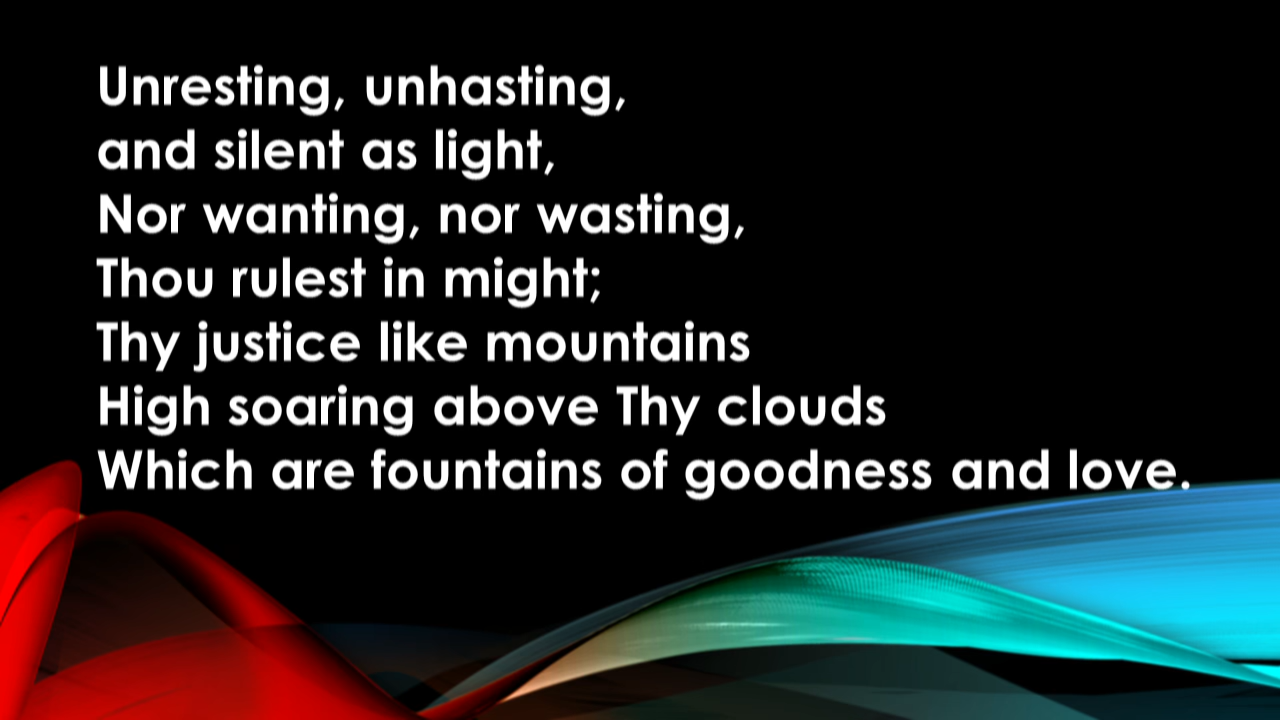 Unresting, unhasting,
and silent as light,
Nor wanting, nor wasting,
Thou rulest in might;
Thy justice like mountains
High soaring above Thy clouds
Which are fountains of goodness and love.